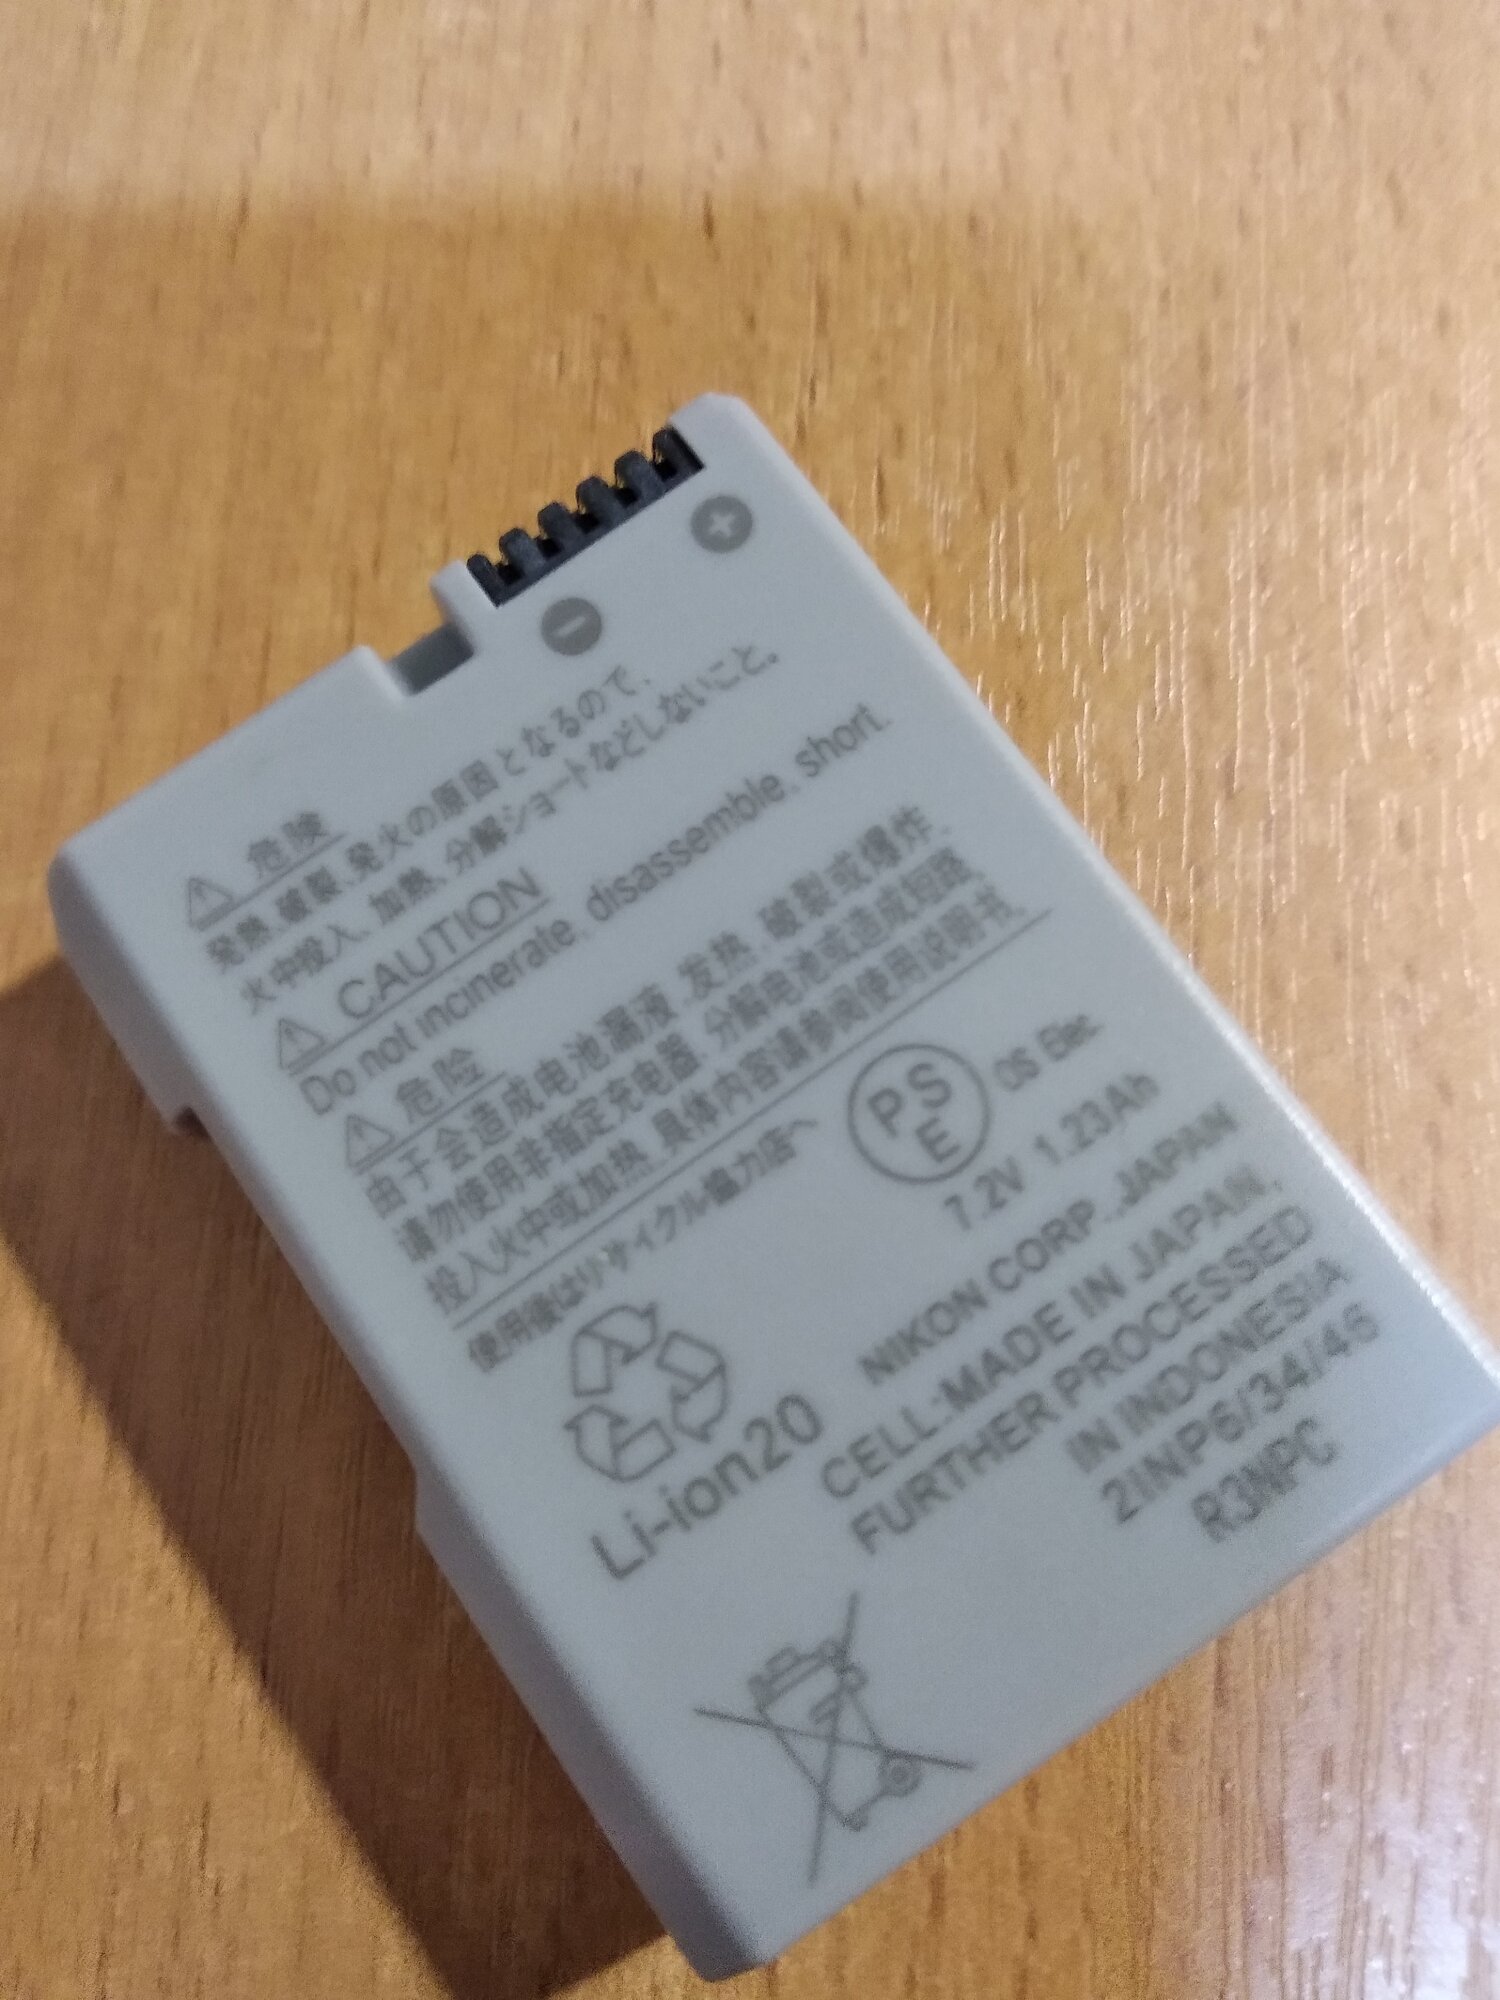 +
−
危険
発熱、破裂、発火の原因となるので、
火中投入、加熱、分解ショートなどしないこと。
CAUTION
Do not incinerate, disassemble, short.
危险
由于会造成电池漏液、发热、破裂或爆炸，
请勿使用非指定充电器、分解电池或造成短路、
投入火中或加热。具体内容请参阅使用说明书。
使用後はリサイクル協力店へ
PSE
OS Elec.
7.2V 1.23Ah
Li-ion20
NIKON CORP. JAPAN
CELL:MADE IN JAPAN,
FURTHER PROCESSED
IN INDONESIA
2INP6/34/46
R3NPC